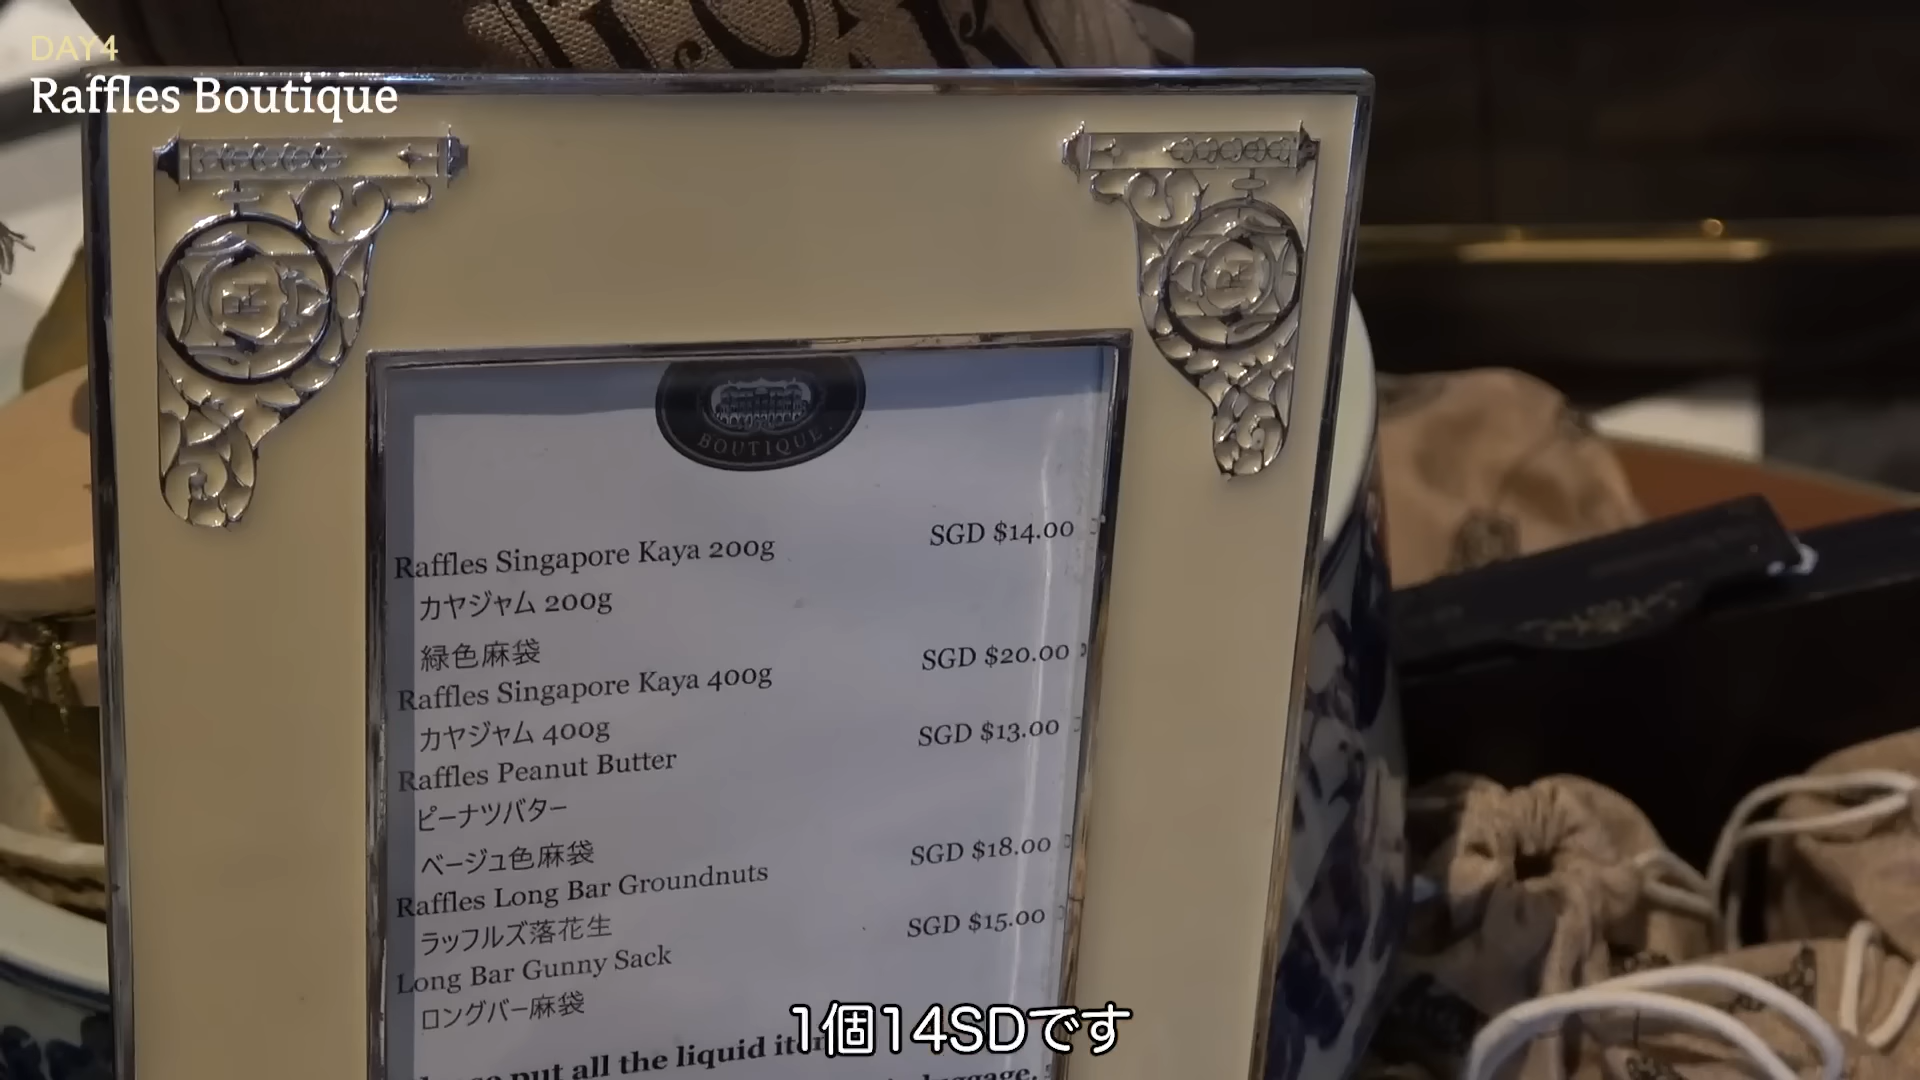 DAY4
Raffles Boutique
BOUTIQUE
Raffles Singapore Kaya 200g SGD $14.00
カヤジャム 200g
緑色麻袋
Raffles Singapore Kaya 400g SGD $20.00
カヤジャム 400g
Raffles Peanut Butter SGD $13.00
ピーナツバター
ベージュ色麻袋
Raffles Long Bar Groundnuts SGD $18.00
ラッフルズ落花生
Long Bar Gunny Sack SGD $15.00
ロングバー麻袋
put all the liquid
1個14SDです